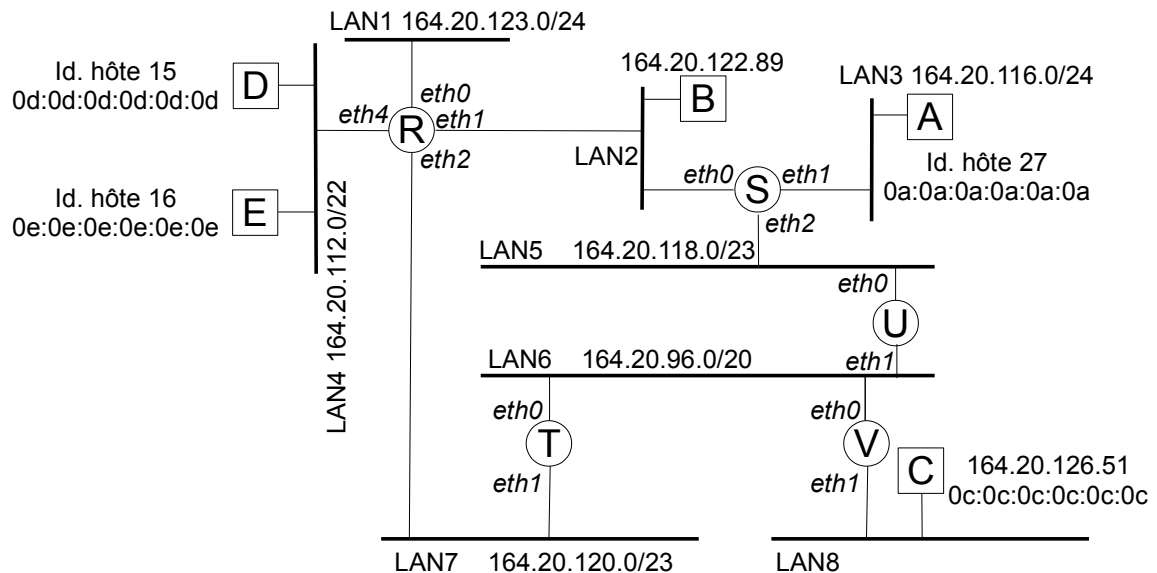 LAN1 164.20.123.0/24
Id. hôte 15
0d:0d:0d:0d:0d:0d
D
eth4
R
eth0
eth1
eth2
164.20.122.89
B
LAN2
LAN3 164.20.116.0/24
A
Id. hôte 27
0a:0a:0a:0a:0a:0a
eth0
S
eth1
eth2
Id. hôte 16
0e:0e:0e:0e:0e:0e
E
LAN4 164.20.112.0/22
LAN5 164.20.118.0/23
eth0
U
eth1
LAN6 164.20.96.0/20
eth0
T
eth1
eth0
V
eth1
C
164.20.126.51
0c:0c:0c:0c:0c:0c
LAN7 164.20.120.0/23
LAN8